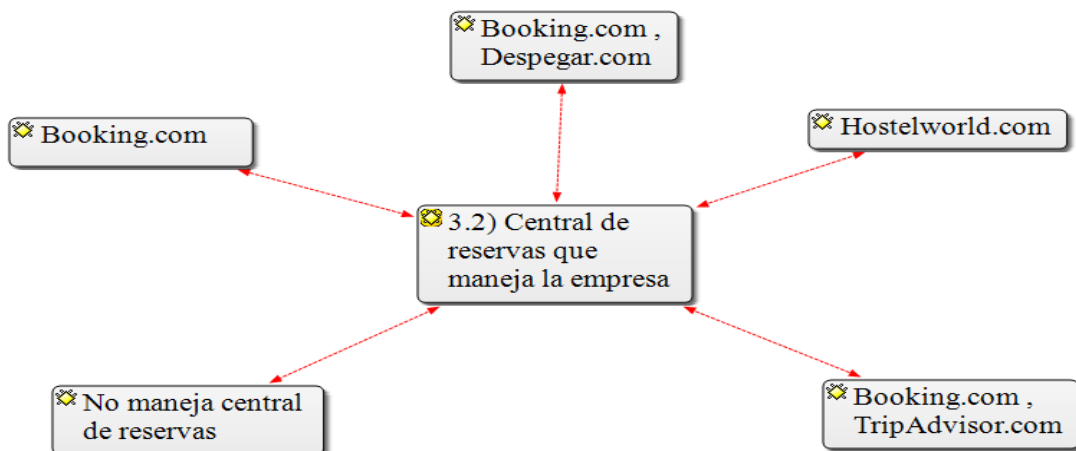 Booking.com ,
Despegar.com
Booking.com
Hostelworld.com
3.2) Central de
reservas que
maneja la empresa
No maneja central
de reservas
Booking.com ,
TripAdvisor.com